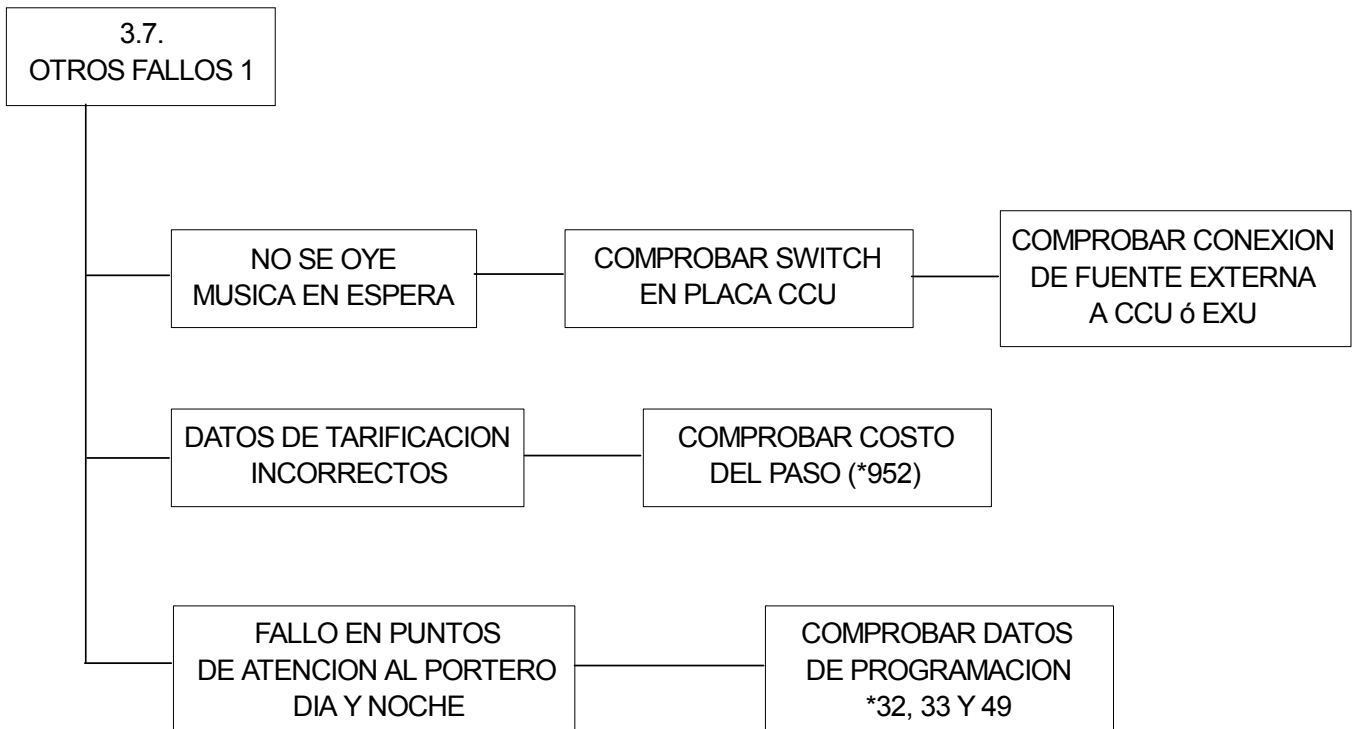 3.7.
OTROS FALLOS 1
NO SE OYE
MUSICA EN ESPERA
COMPROBAR SWITCH
EN PLACA CCU
COMPROBAR CONEXION
DE FUENTE EXTERNA
A CCU ó EXU
DATOS DE TARIFICACION
INCORRECTOS
COMPROBAR COSTO
DEL PASO (*952)
FALLO EN PUNTOS
DE ATENCION AL PORTERO
DIA Y NOCHE
COMPROBAR DATOS
DE PROGRAMACION
*32, 33 Y 49